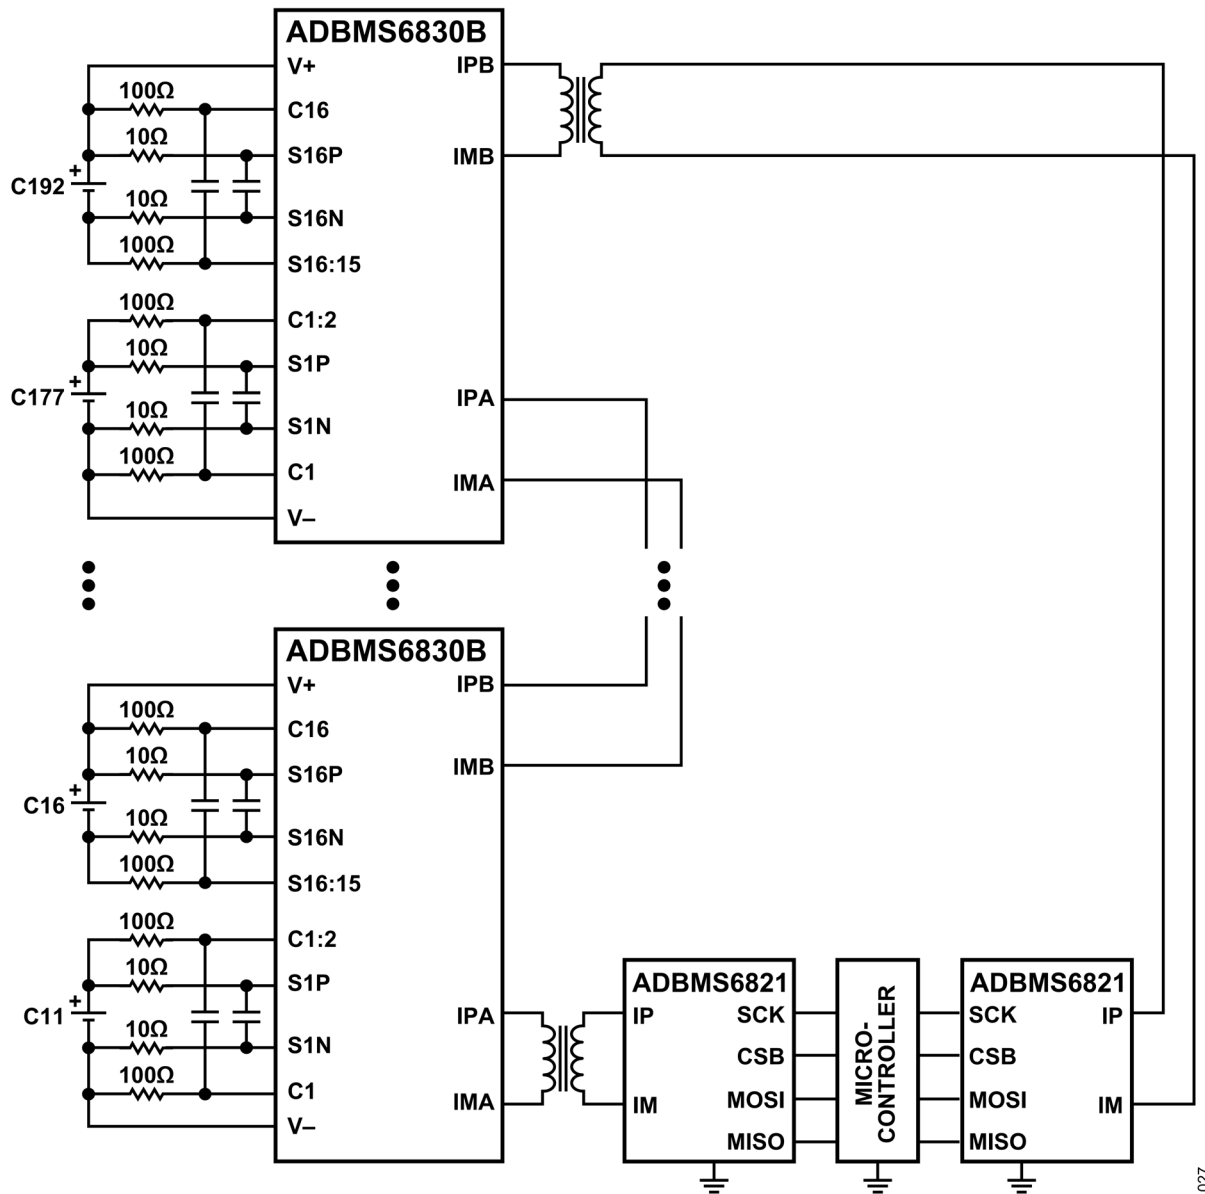 ADBMS6830B
V+
IPB
100Ω
C16
10Ω
S16P
IMB
+
C192
10Ω
S16N
100Ω
S16:15
100Ω
C1:2
10Ω
S1P
+
C177
IPA
10Ω
S1N
100Ω
C1
IMA
V–
ADBMS6830B
V+
IPB
100Ω
C16
10Ω
S16P
IMB
+
C16
10Ω
S16N
100Ω
S16:15
100Ω
C1:2
10Ω
S1P
+
C11
IPA
10Ω
S1N
100Ω
C1
IMA
V–
ADBMS6821
IP
SCK
CSB
IM
MOSI
MISO
MICRO-
CONTROLLER
ADBMS6821
SCK
IP
CSB
MOSI
IM
MISO
027